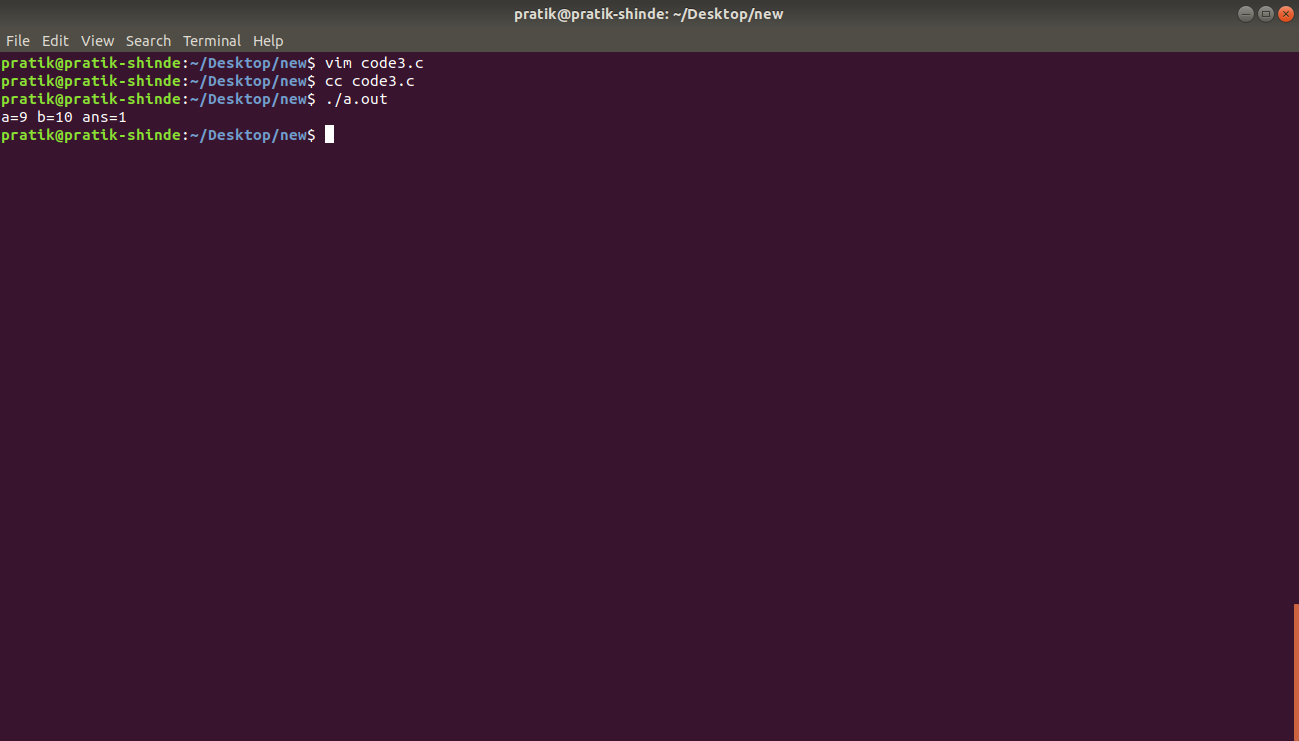 pratik@pratik-shinde: ~/Desktop/new
File Edit View Search Terminal Help
pratik@pratik-shinde:~/Desktop/new$ vim code3.c
pratik@pratik-shinde:~/Desktop/new$ cc code3.c
pratik@pratik-shinde:~/Desktop/new$ ./a.out
a=9 b=10 ans=1
pratik@pratik-shinde:~/Desktop/new$